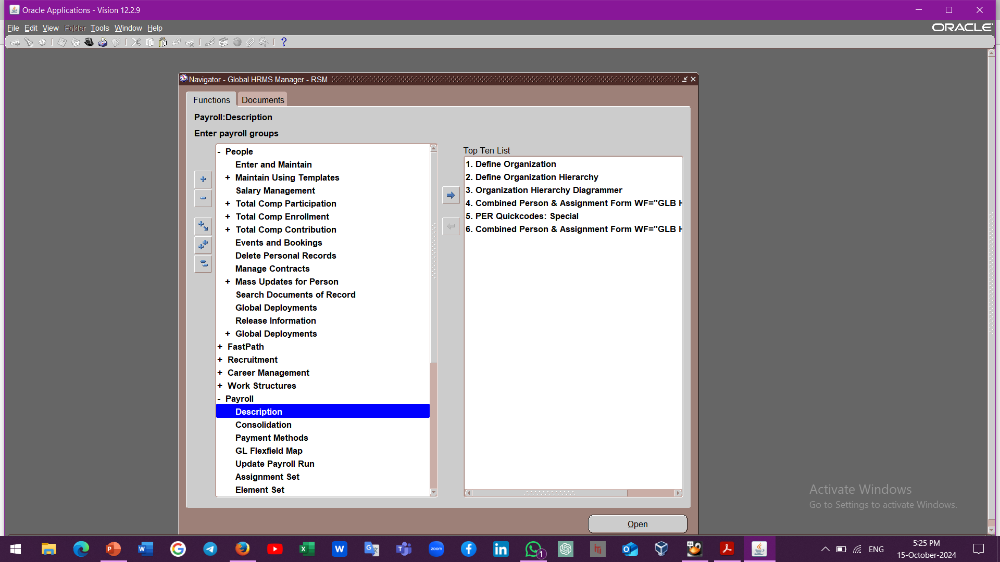 Oracle Applications - Vision 12.2.9
File Edit View Folder Tools Window Help
ORACLE
Navigator - Global HRMS Manager - RSM
Functions Documents
Payroll:Description
Enter payroll groups
- People
Enter and Maintain
+ Maintain Using Templates
Salary Management
+ Total Comp Participation
+ Total Comp Enrollment
+ Total Comp Contribution
Events and Bookings
Delete Personal Records
Manage Contracts
+ Mass Updates for Person
Search Documents of Record
Global Deployments
Release Information
+ Global Deployments
+ FastPath
+ Recruitment
+ Career Management
+ Work Structures
- Payroll
Description
Consolidation
Payment Methods
GL Flexfield Map
Update Payroll Run
Assignment Set
Element Set
Top Ten List
1. Define Organization
2. Define Organization Hierarchy
3. Organization Hierarchy Diagrammer
4. Combined Person & Assignment Form WF="GLB H
5. PER Quickcodes: Special
6. Combined Person & Assignment Form WF="GLB H
Open
Activate Windows
Go to Settings to activate Windows.
zoom
1
64
ENG
5:25 PM
15-October-2024